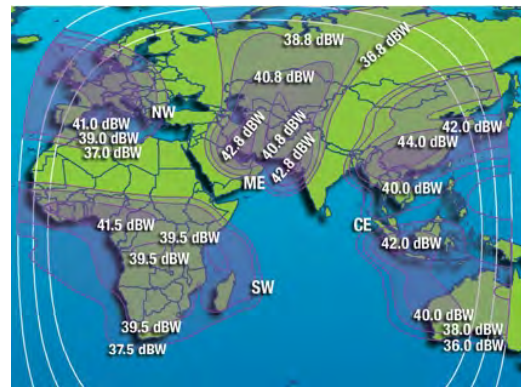 38.8 dBW
36.8 dBW
40.8 dBW
NW
41.0 dBW
39.0 dBW
37.0 dBW
42.8 dBW
40.8 dBW
42.8 dBW
ME
42.0 dBW
44.0 dBW
40.0 dBW
CE
41.5 dBW
39.5 dBW
42.0 dBW
39.5 dBW
SW
39.5 dBW
37.5 dBW
40.0 dBW
38.0 dBW
36.0 dBW